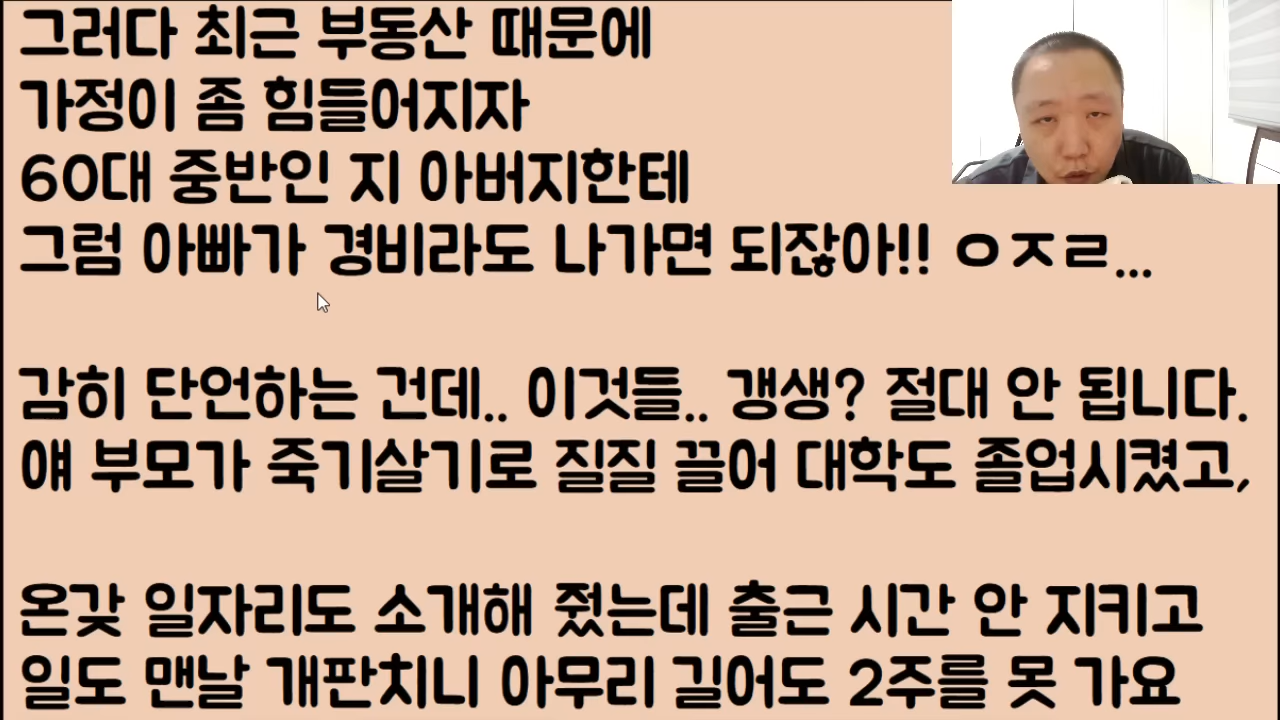 그러다 최근 부동산 때문에
가정이 좀 힘들어지자
60대 중반인 지 아버지한테
그럼 아빠가 경비라도 나가면 되잖아!! ㅇㅈㄹ...
감히 단언하는 건데.. 이것들.. 갱생? 절대 안 됩니다.
얘 부모가 죽기살기로 질질 끌어 대학도 졸업시켰고,
온갖 일자리도 소개해 줬는데 출근 시간 안 지키고
일도 맨날 개판치니 아무리 길어도 2주를 못 가요